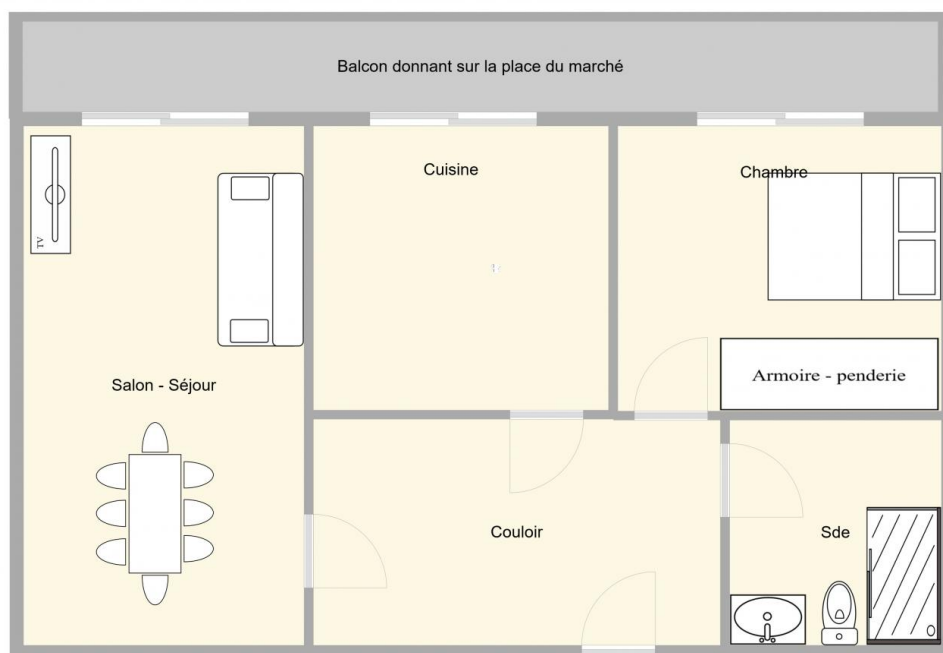 Balcon donnant sur la place du marché
Cuisine
Chambre
TV
Salon - Séjour
Armoire - penderie
Couloir
Sde